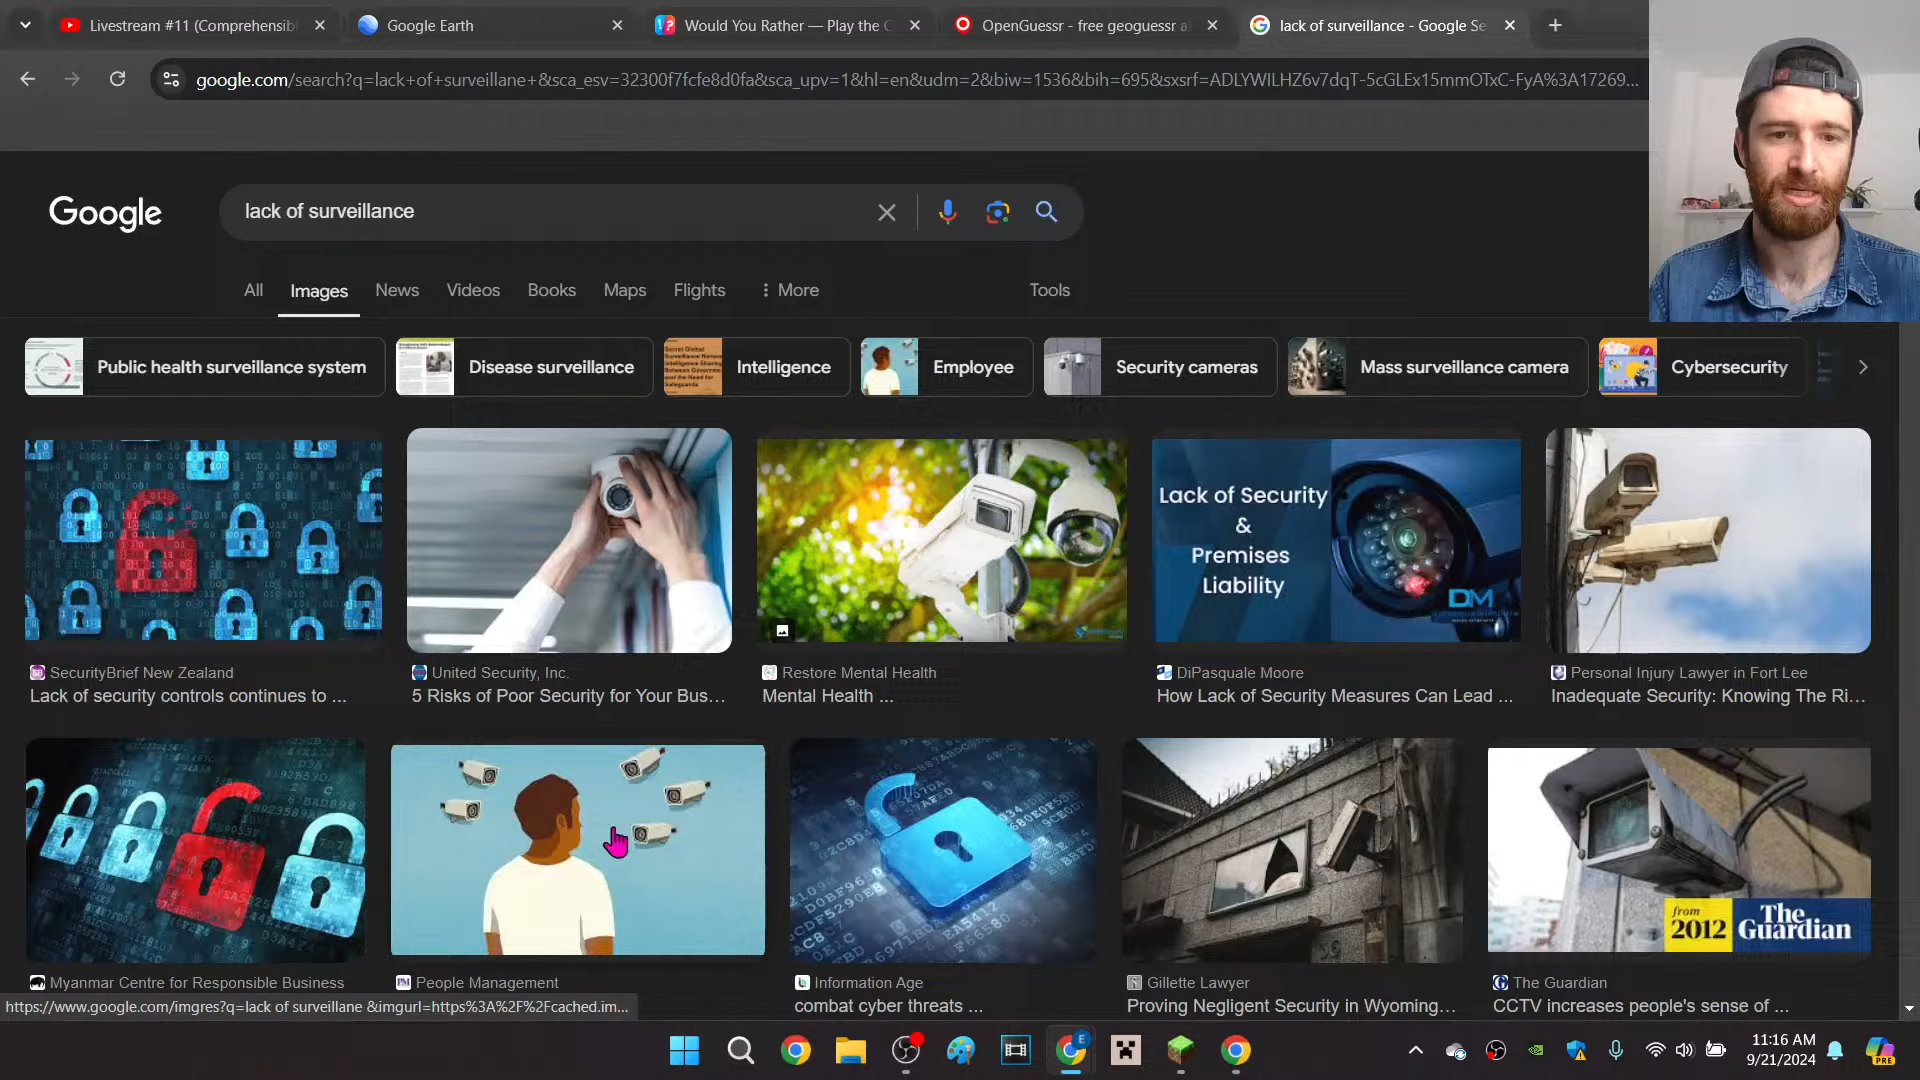 Livestream #11 (Comprehensib
Google Earth
Would You Rather — Play the C
OpenGuessr - free geoguessr al
lack of surveillance - Google Se
google.com/search?q=lack+of+surveillane+&sca_esv=32300f7fcfe8d0fa&sca_upv=1&hl=en&udm=2&biw=1536&bih=695&sxsrf=ADLYWILHZ6v7dqT-5cGLEx15mmOTxC-FyA%3A17269...
Google
lack of surveillance
All
Images
News
Videos
Books
Maps
Flights
More
Tools
Public health surveillance system
Disease surveillance
Intelligence
Employee
Security cameras
Mass surveillance camera
Cybersecurity
Lack of Security
&
Premises
Liability
DM
SecurityBrief New Zealand
Lack of security controls continues to ...
United Security, Inc.
5 Risks of Poor Security for Your Bus...
Restore Mental Health
Mental Health ...
DiPasquale Moore
How Lack of Security Measures Can Lead ...
Personal Injury Lawyer in Fort Lee
Inadequate Security: Knowing The Ri...
from
2012
The
Guardian
Myanmar Centre for Responsible Business
People Management
Information Age
combat cyber threats ...
Gillette Lawyer
Proving Negligent Security in Wyoming...
The Guardian
CCTV increases people's sense of ...
https://www.google.com/imgres?q=lack of surveillane &imgurl=https%3A%2F%2Fcached.im...
E
11:16 AM
9/21/2024
PRE